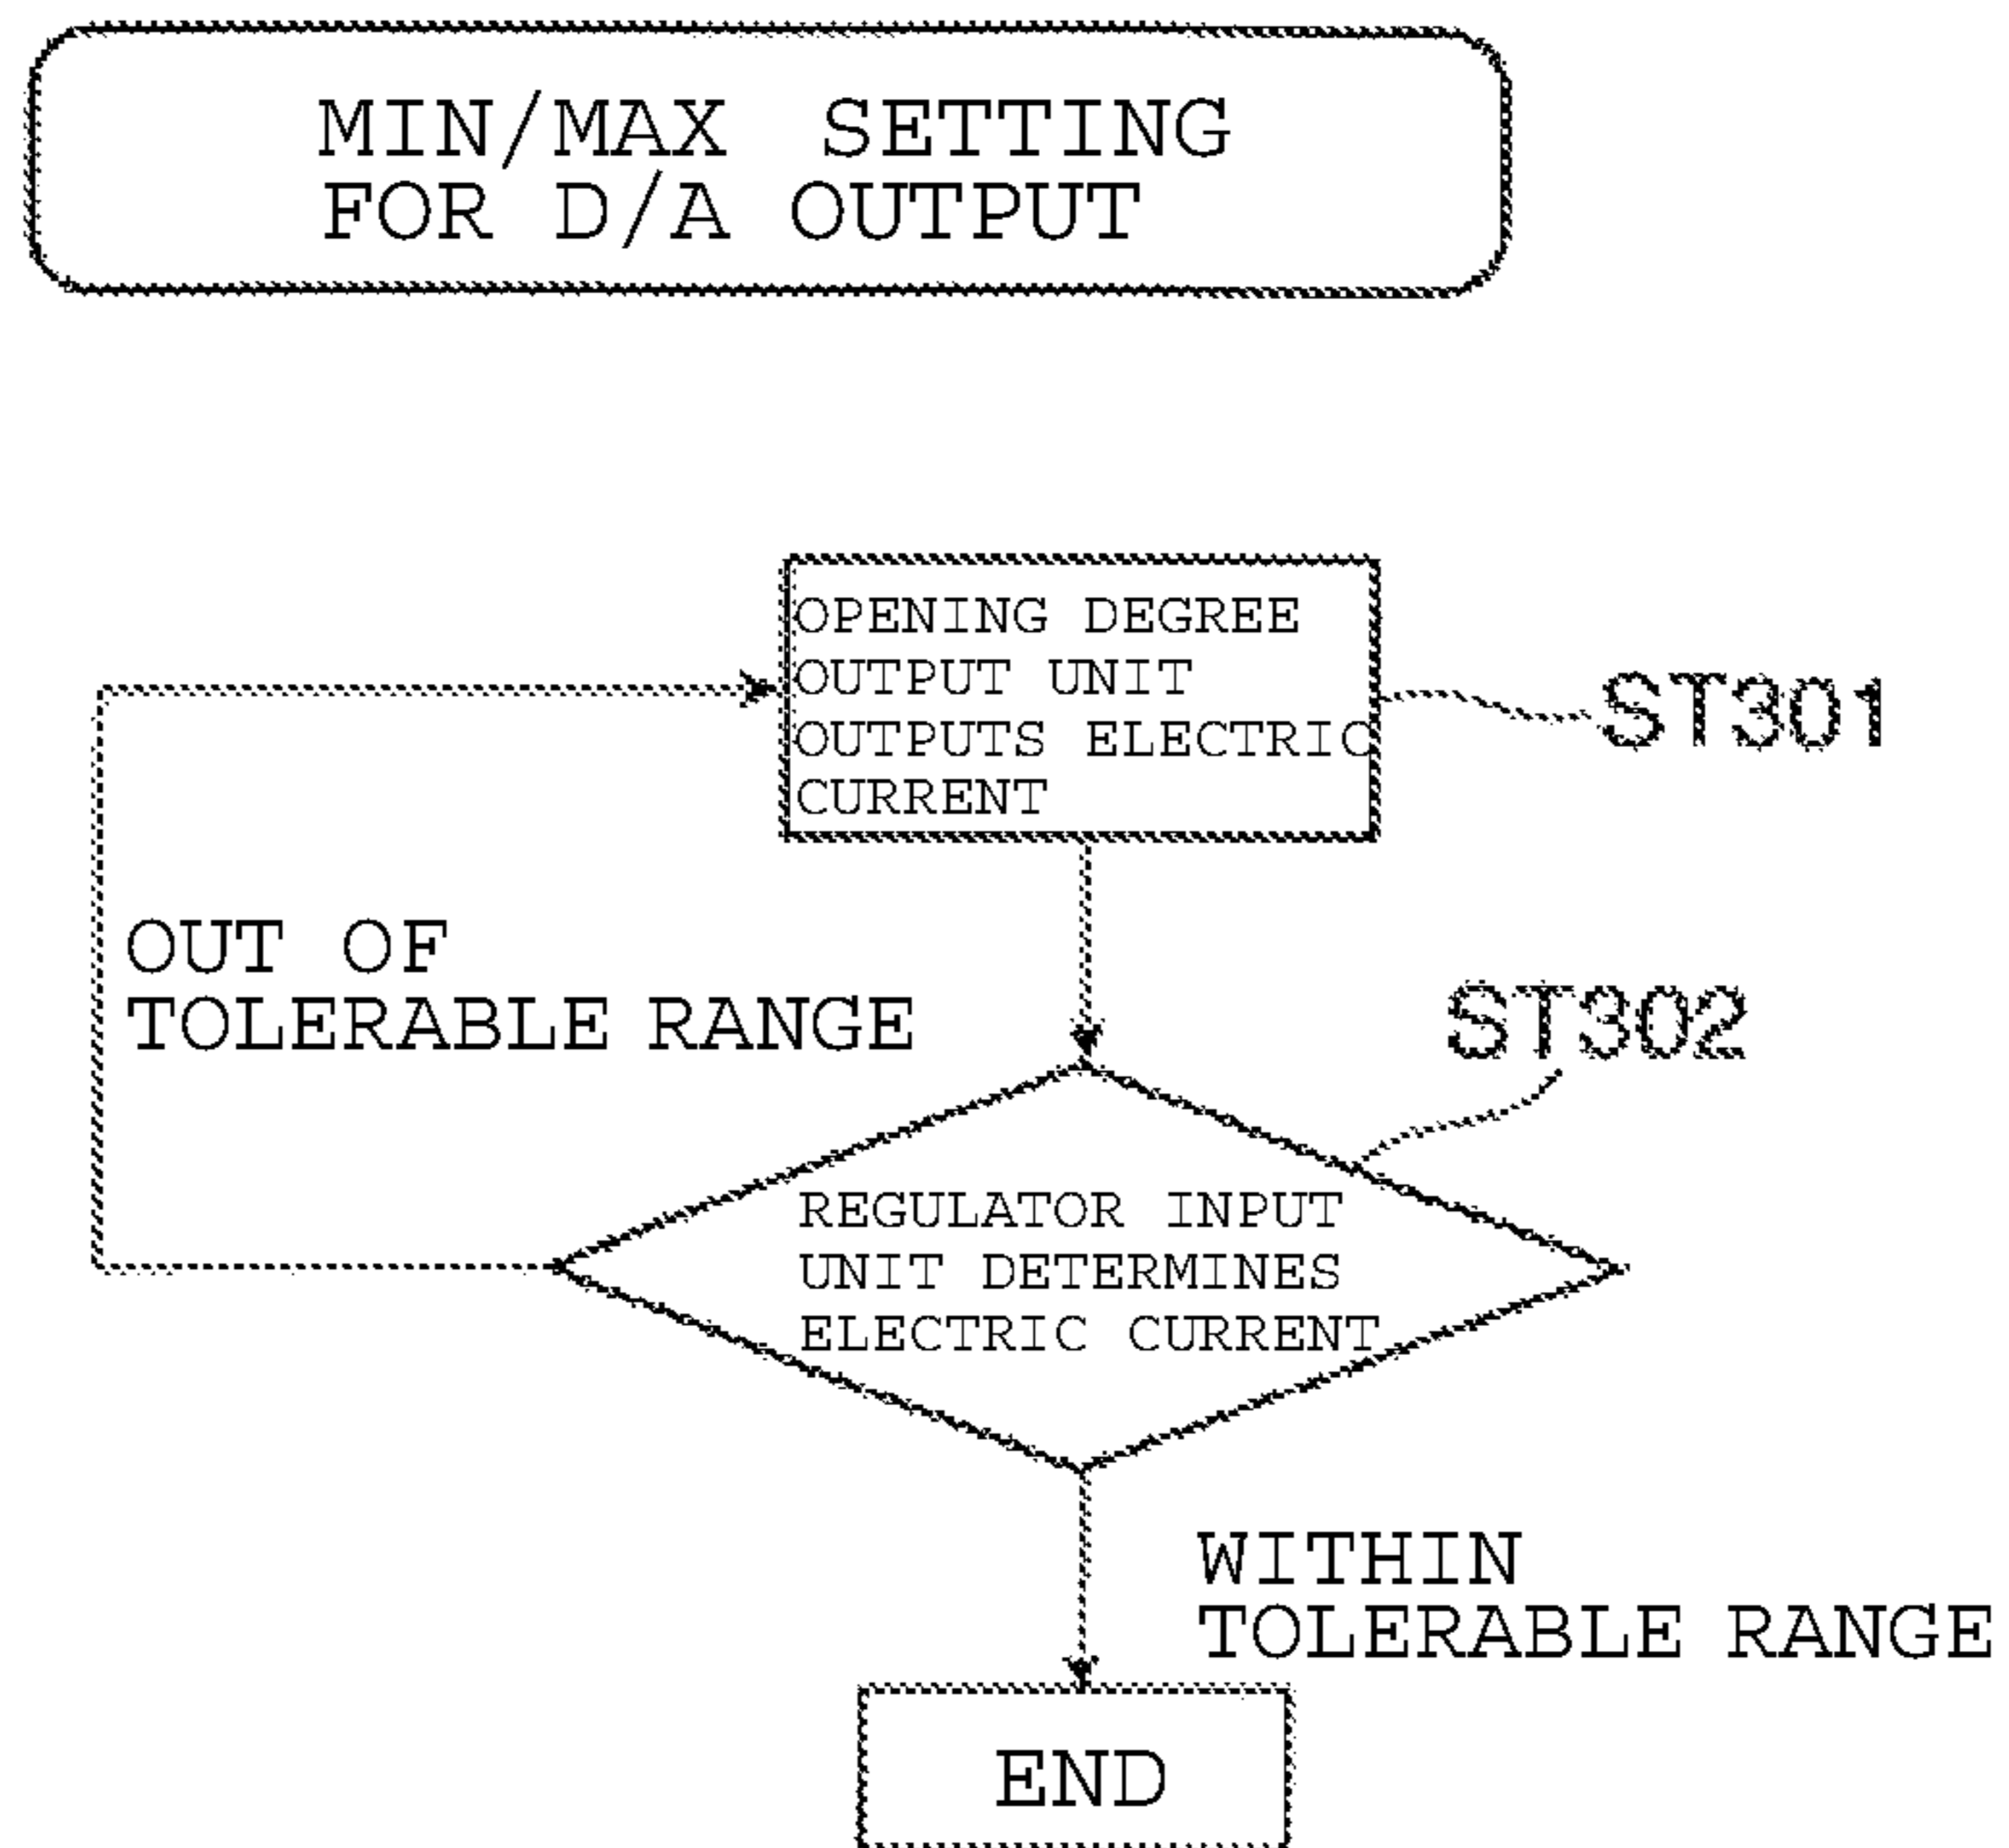 MIN/MAX SETTING
FOR D/A OUTPUT
OPENING DEGREE
OUTPUT UNIT
OUTPUTS ELECTRIC
CURRENT
ST301
OUT OF
TOLERABLE RANGE
ST302
REGULATOR INPUT
UNIT DETERMINES
ELECTRIC CURRENT
WITHIN
TOLERABLE RANGE
END